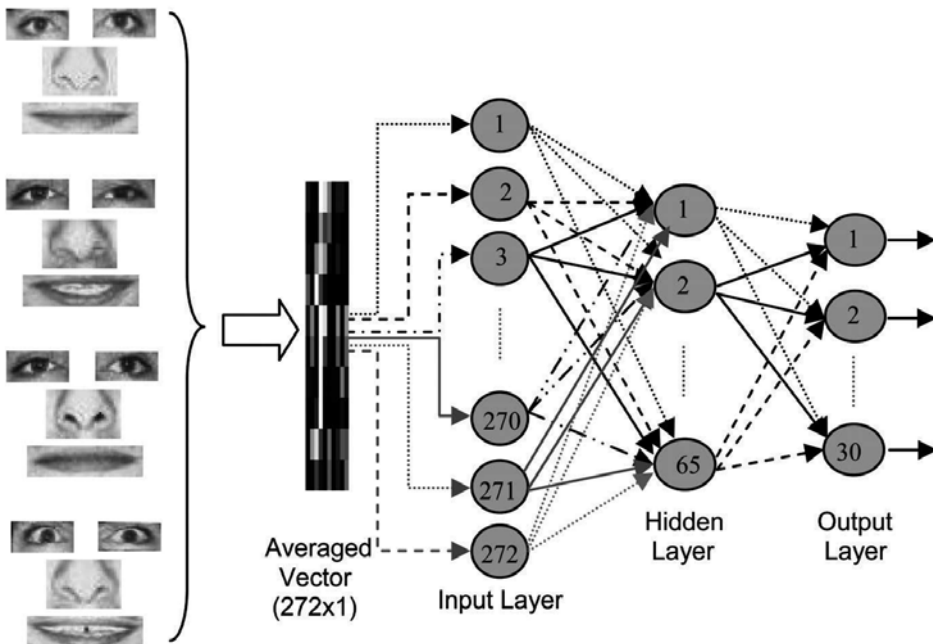 1
2
3
270
271
272
1
2
65
1
2
30
Averaged
Vector
(272x1)
Input Layer
Hidden
Layer
Output
Layer